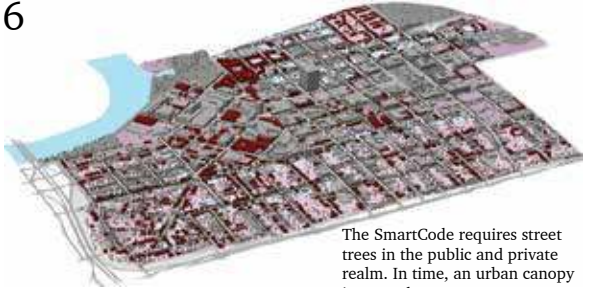 6
The SmartCode requires street
trees in the public and private
realm. In time, an urban canopy